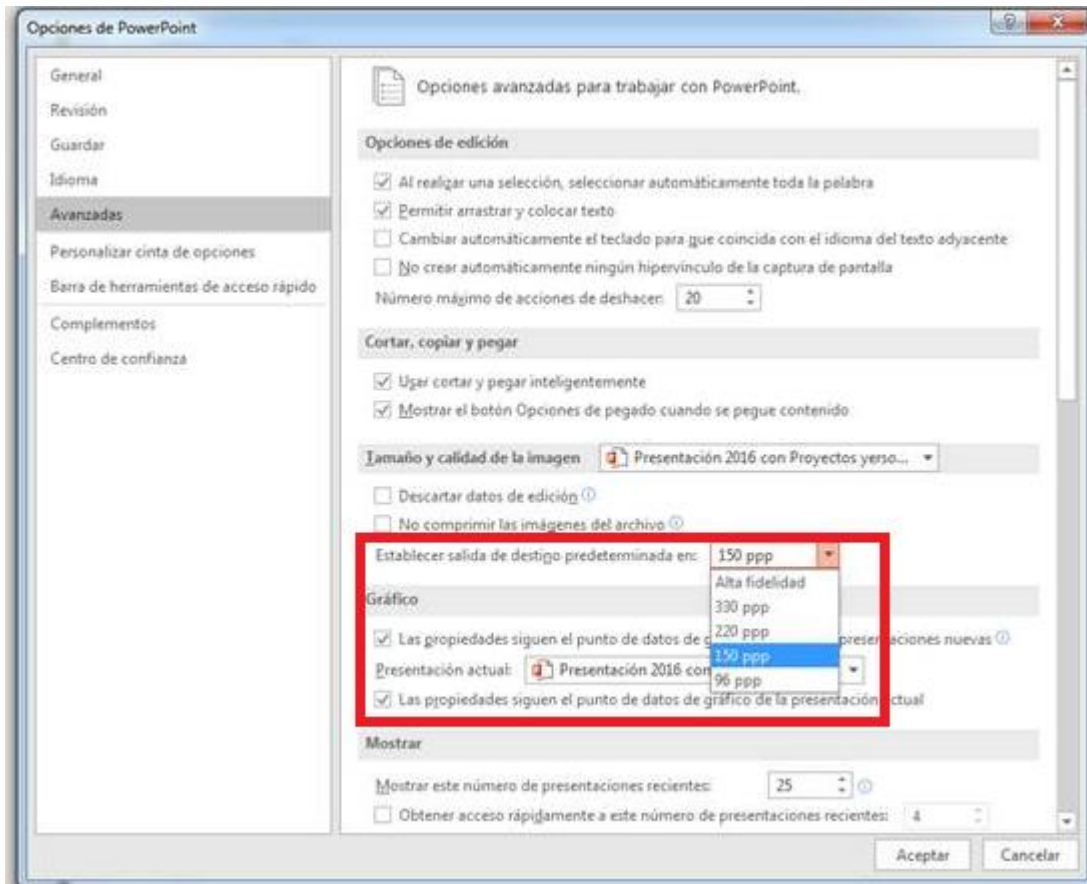 Opciones de PowerPoint
General
Revisión
Guardar
Idioma
Avanzadas
Personalizar cinta de opciones
Barra de herramientas de acceso rápido
Complementos
Centro de confianza
Opciones avanzadas para trabajar con PowerPoint.
Opciones de edición
Al realizar una selección, seleccionar automáticamente toda la palabra
Permitir arrastrar y colocar texto
Cambiar automáticamente el teclado para que coincida con el idioma del texto adyacente
No crear automáticamente ningún hipervínculo de la captura de pantalla
Número máximo de acciones de deshacer: 20
Cortar, copiar y pegar
Usar cortar y pegar inteligentemente
Mostrar el botón Opciones de pegado cuando se pegue contenido
Tamaño y calidad de la imagen Presentación 2016 con Proyectos yerso...
Descartar datos de edición
No comprimir las imágenes del archivo
Establecer salida de destino predeterminada en: 150 ppp
Alta fidelidad
330 ppp
220 ppp
150 ppp
96 ppp
Gráfico
Las propiedades siguen el punto de datos de presentaciones nuevas
Presentación actual: Presentación 2016 con
Las propiedades siguen el punto de datos de gráfico de la presentación actual
Mostrar
Mostrar este número de presentaciones recientes: 25
Obtener acceso rápidamente a este número de presentaciones recientes: 4
Aceptar Cancelar